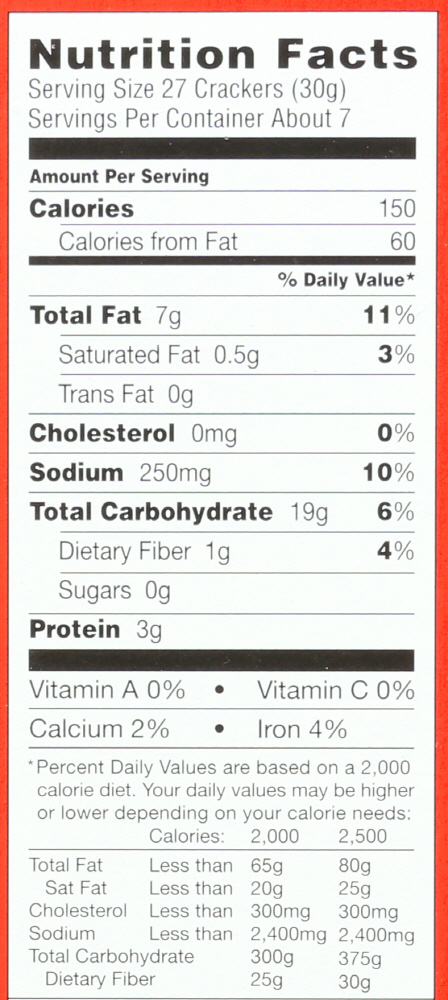 Nutrition Facts
Serving Size 27 Crackers (30g)
Servings Per Container About 7
Amount Per Serving
Calories 150
Calories from Fat 60
% Daily Value*
Total Fat 7g 11%
Saturated Fat 0.5g 3%
Trans Fat 0g
Cholesterol 0mg 0%
Sodium 250mg 10%
Total Carbohydrate 19g 6%
Dietary Fiber 1g 4%
Sugars 0g
Protein 3g
Vitamin A 0% • Vitamin C 0%
Calcium 2% • Iron 4%
*Percent Daily Values are based on a 2,000
calorie diet. Your daily values may be higher
or lower depending on your calorie needs:
Calories: 2,000 2,500
Total Fat Less than 65g 80g
Sat Fat Less than 20g 25g
Cholesterol Less than 300mg 300mg
Sodium Less than 2,400mg 2,400mg
Total Carbohydrate 300g 375g
Dietary Fiber 25g 30g